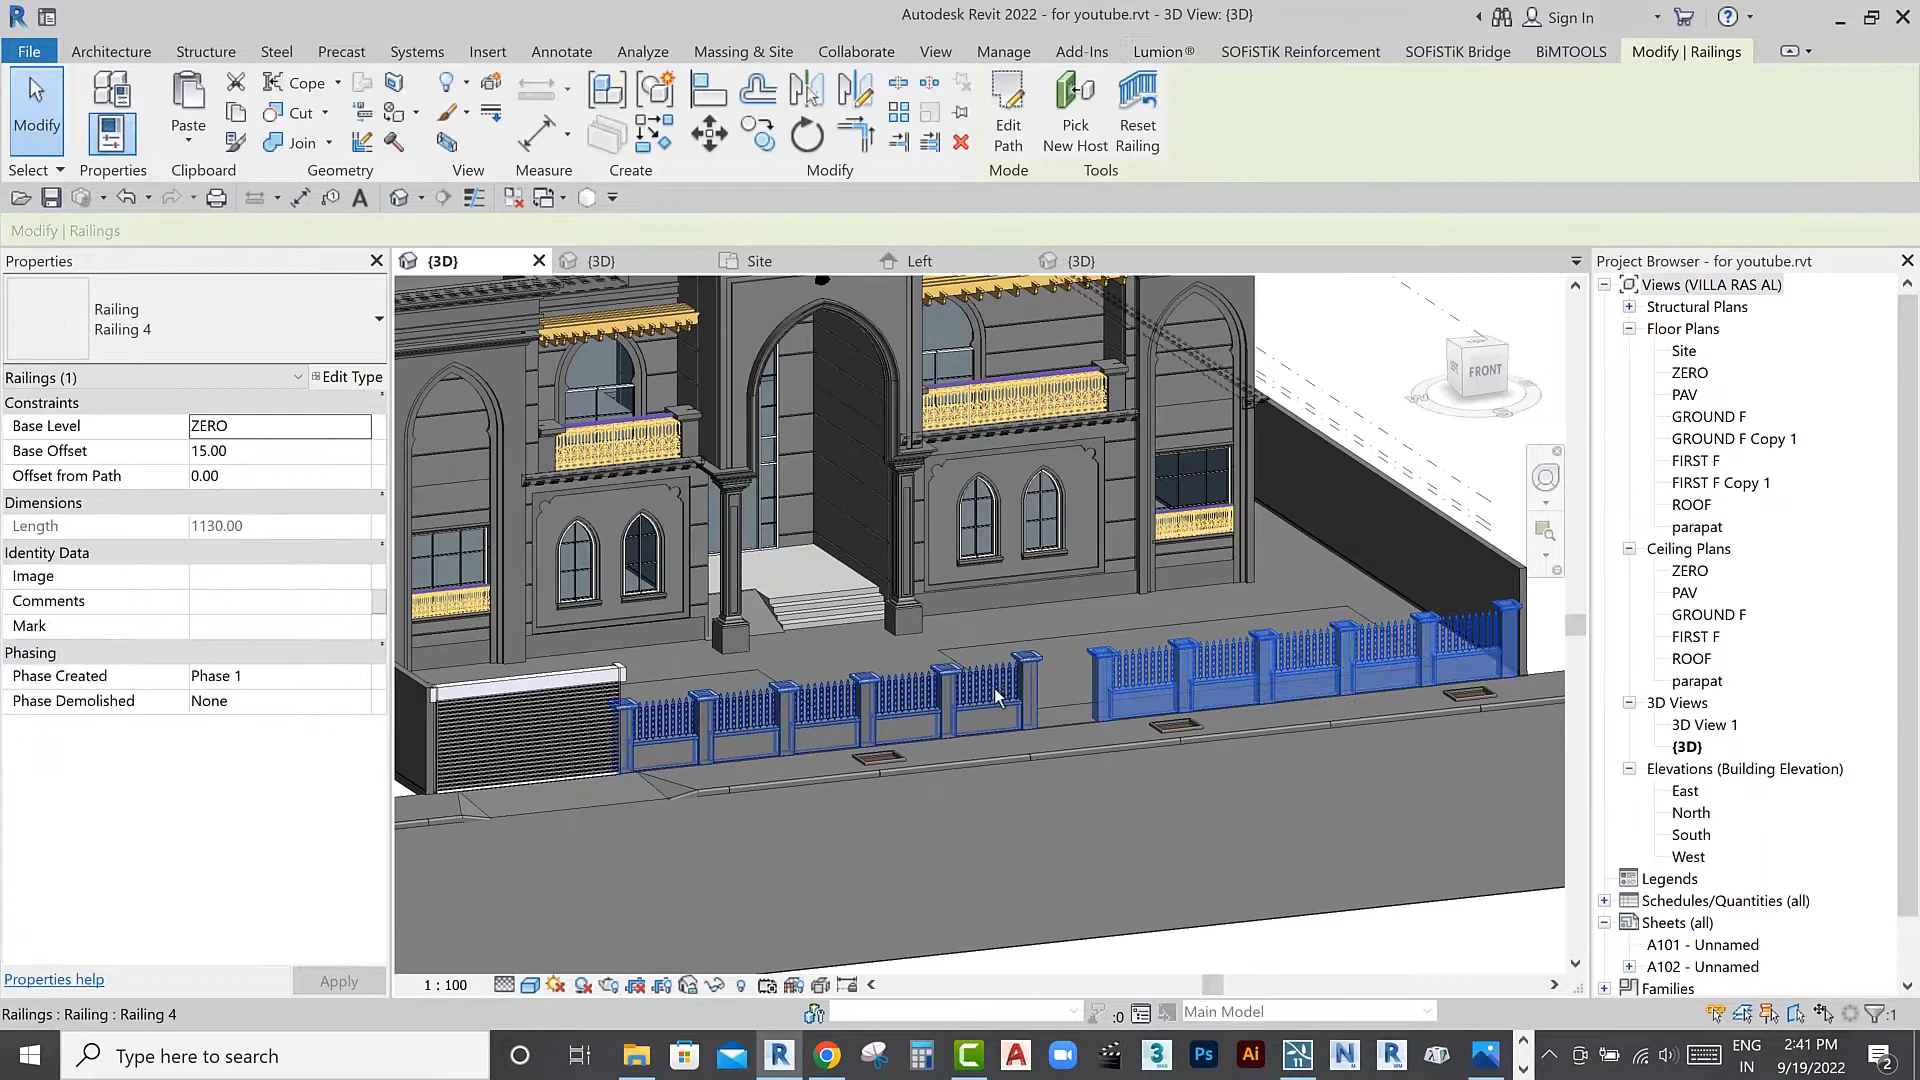 Autodesk Revit 2022 - for youtube.rvt - 3D View: {3D}
Sign In
File Architecture Structure Steel Precast Systems Insert Annotate Analyze Massing & Site Collaborate View Manage Add-Ins Lumion® SOFiSTiK Reinforcement SOFiSTiK Bridge BiMTOOLS Modify | Railings
Modify
Paste
Cope
Cut
Join
Edit Path
Pick New Host
Reset Railing
Select Properties Clipboard Geometry View Measure Create Modify Mode Tools
Modify | Railings
Properties
{3D} {3D} Site Left {3D}
Project Browser - for youtube.rvt
Railing
Railing 4
Railings (1) Edit Type
Constraints
Base Level ZERO
Base Offset 15.00
Offset from Path 0.00
Dimensions
Length 1130.00
Identity Data
Image
Comments
Mark
Phasing
Phase Created Phase 1
Phase Demolished None
Properties help Apply
TOP
LEFT
FRONT
Views (VILLA RAS AL)
Structural Plans
Floor Plans
Site
ZERO
PAV
GROUND F
GROUND F Copy 1
FIRST F
FIRST F Copy 1
ROOF
parapat
Ceiling Plans
ZERO
PAV
GROUND F
FIRST F
ROOF
parapat
3D Views
3D View 1
{3D}
Elevations (Building Elevation)
East
North
South
West
Legends
Schedules/Quantities (all)
Sheets (all)
A101 - Unnamed
A102 - Unnamed
Families
1 : 100
Railings : Railing : Railing 4
:0
Main Model
:1
Type here to search
ENG
IN
2:41 PM
9/19/2022
2